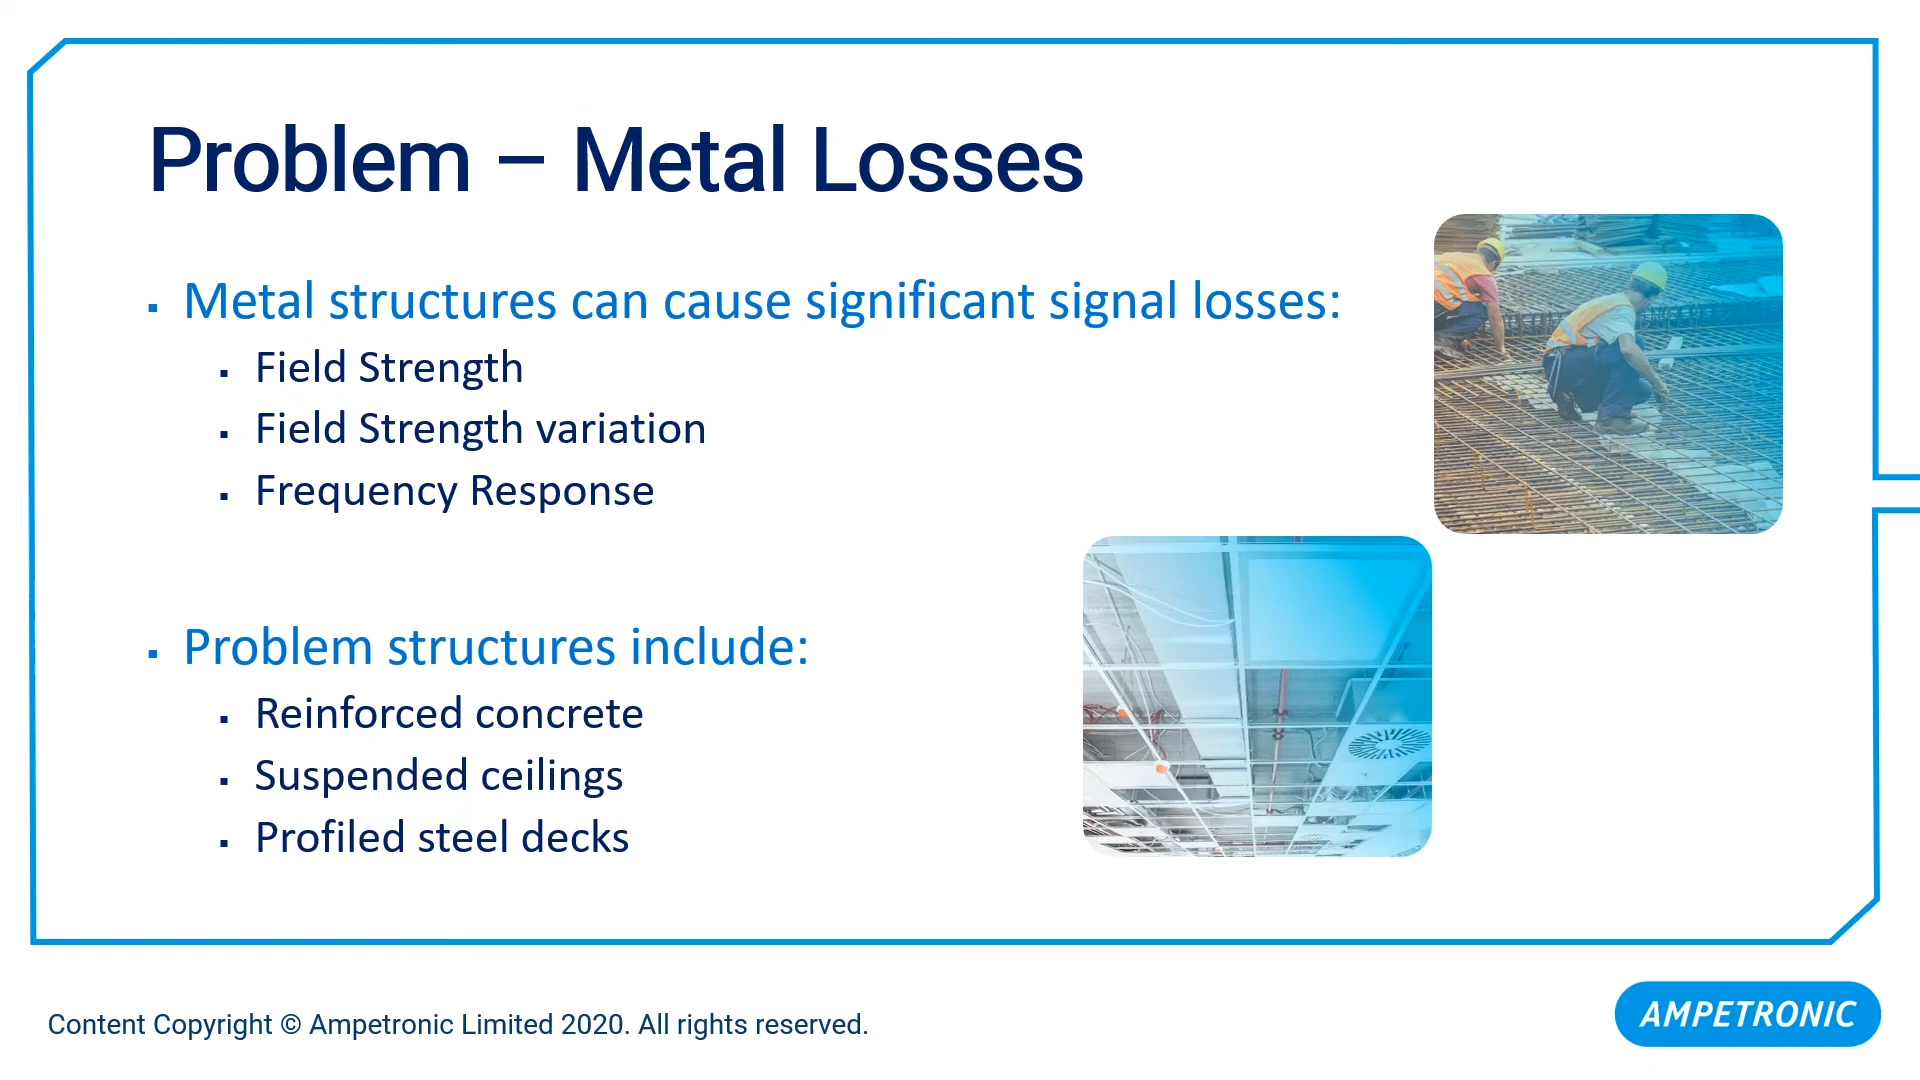 Problem – Metal Losses
▪ Metal structures can cause significant signal losses:
▪ Field Strength
▪ Field Strength variation
▪ Frequency Response
▪ Problem structures include:
▪ Reinforced concrete
▪ Suspended ceilings
▪ Profiled steel decks
Content Copyright © Ampetronic Limited 2020. All rights reserved.
AMPETRONIC